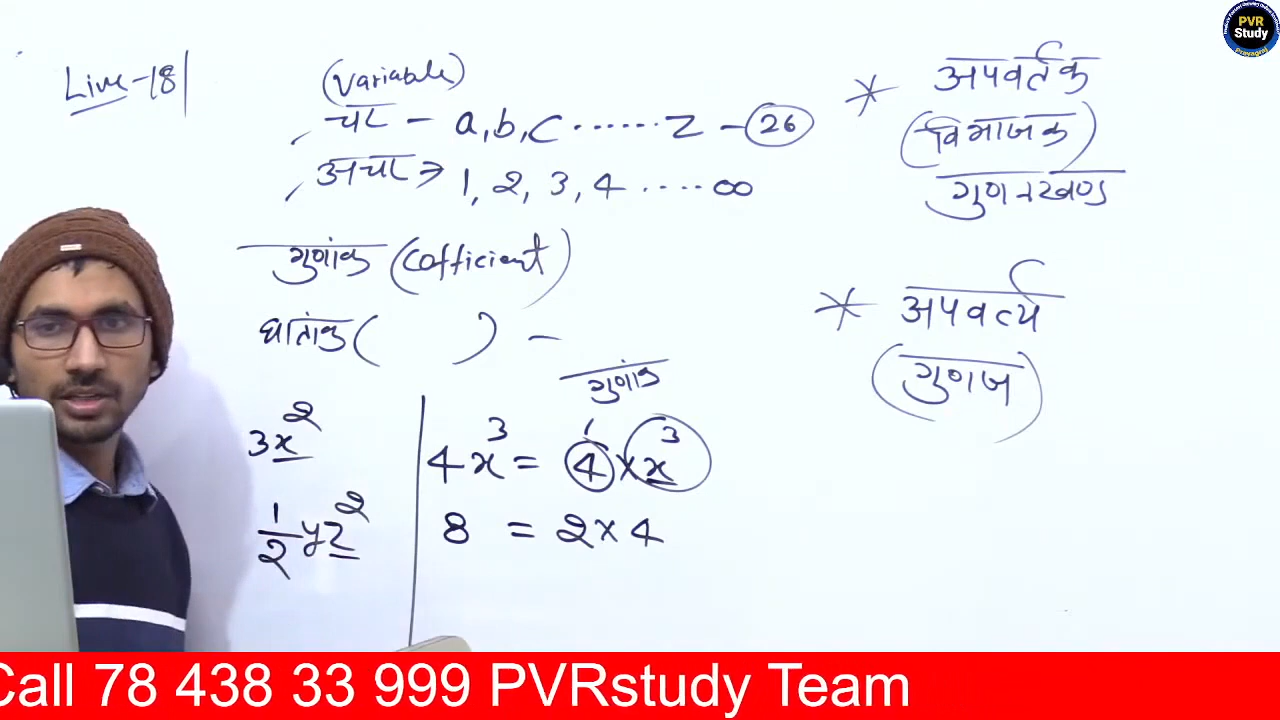 Live-18
(Variable)
चर - a, b, c ...... z - 26
अचर ⇒ 1, 2, 3, 4 .... ∞
गुणांक (Cofficient)
घातांक ( ) -
3x²
1/2 yz²
गुणांक
4x³ = 4 × x³
8 = 2 × 4
* अपवर्तक
(विभाजक)
गुणनखण्ड
* अपवर्त्य
(गुणज)
PVR
Study
Prayagraj
Call 78 438 33 999 PVRstudy Team